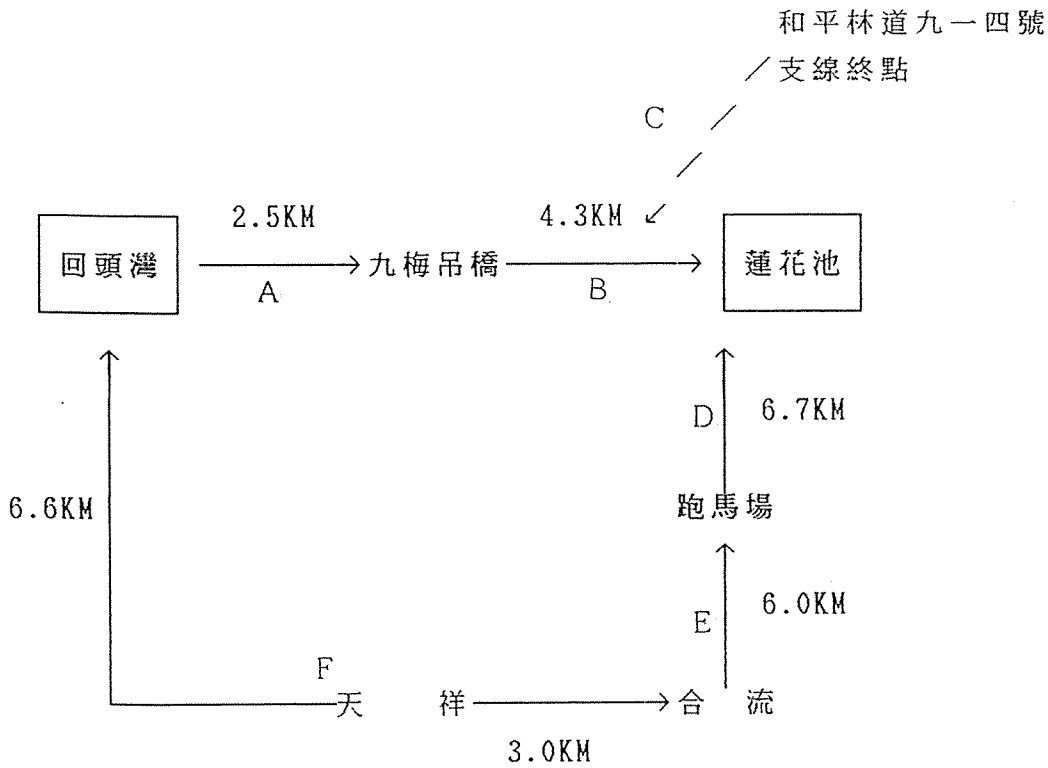 和平林道九一四號
支線終點
C
2.5KM
4.3KM
回頭灣
九梅吊橋
蓮花池
A
B
D
6.7KM
6.6KM
跑馬場
6.0KM
E
F
天祥
合流
3.0KM